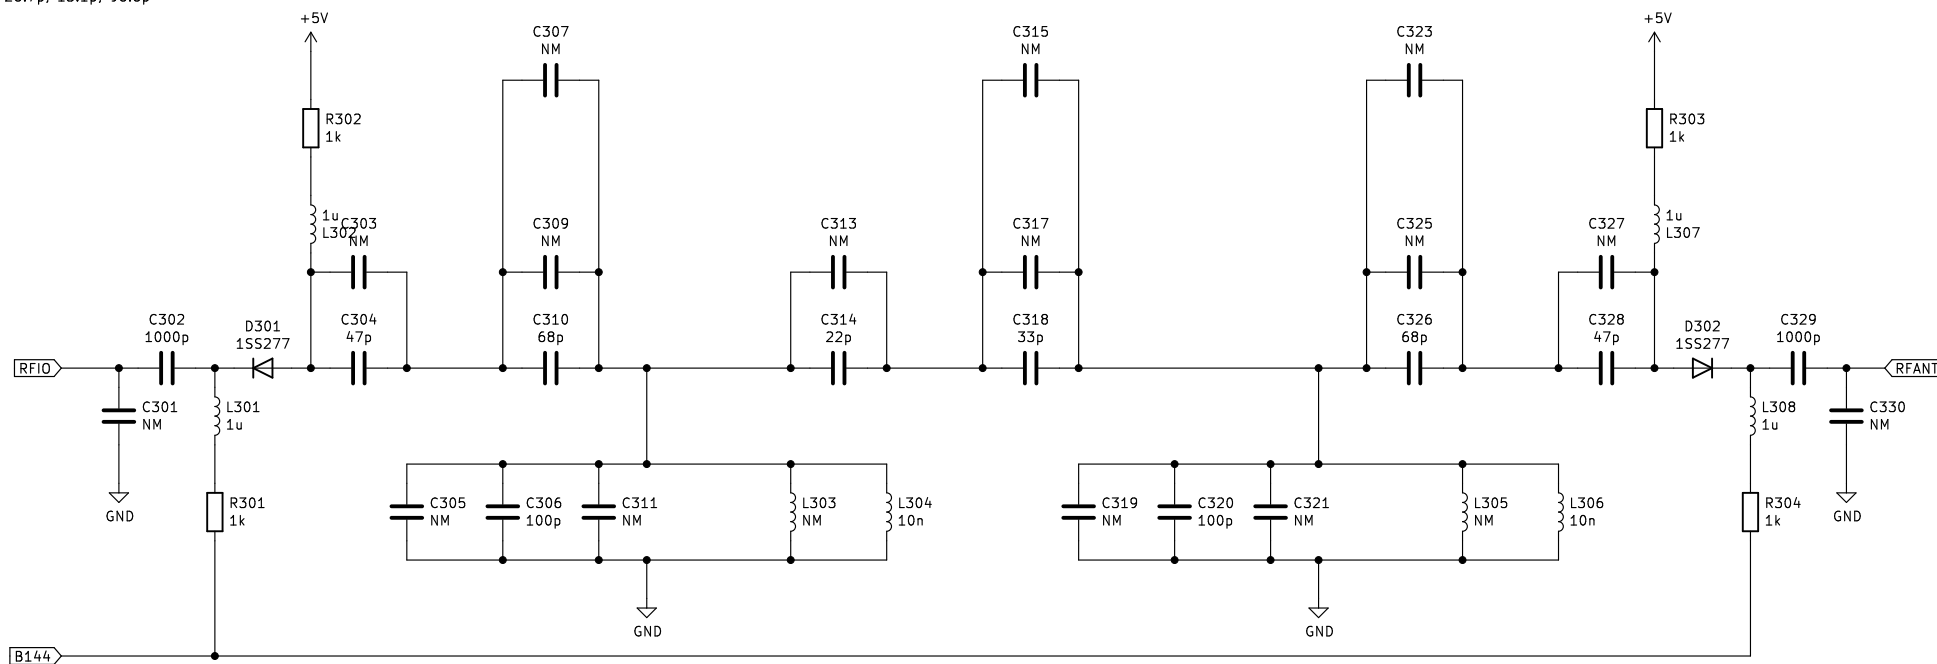 +5V
+5V
C307
NM
C315
NM
C323
NM
R302
1k
R303
1k
1u
L302
C303
NM
C309
NM
C313
NM
C317
NM
C325
NM
C327
NM
1u
L307
C302
1000p
D301
1SS277
C304
47p
C310
68p
C314
22p
C318
33p
C326
68p
C328
47p
D302
1SS277
C329
1000p
RFIO
RFANT
C301
NM
L301
1u
L308
1u
C330
NM
GND
R301
1k
C305
NM
C306
100p
C311
NM
L303
NM
L304
10n
C319
NM
C320
100p
C321
NM
L305
NM
L306
10n
R304
1k
GND
GND
GND
B144